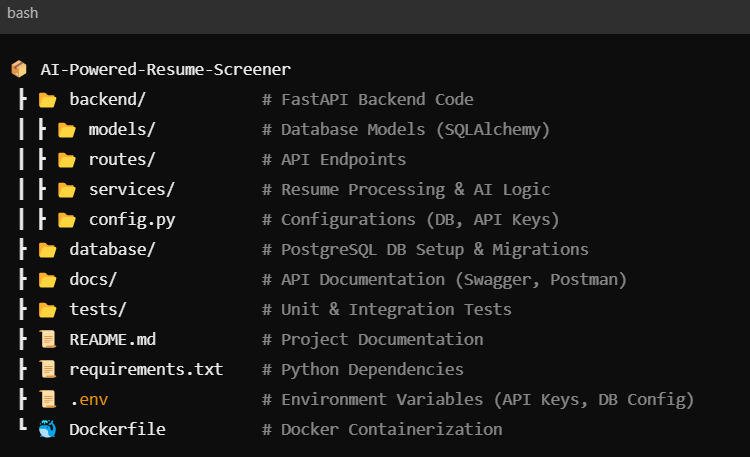 bash
📦 AI-Powered-Resume-Screener
┣ 📂 backend/ # FastAPI Backend Code
┃ ┣ 📂 models/ # Database Models (SQLAlchemy)
┃ ┣ 📂 routes/ # API Endpoints
┃ ┣ 📂 services/ # Resume Processing & AI Logic
┃ ┣ 📂 config.py # Configurations (DB, API Keys)
┣ 📂 database/ # PostgreSQL DB Setup & Migrations
┣ 📂 docs/ # API Documentation (Swagger, Postman)
┣ 📂 tests/ # Unit & Integration Tests
┣ 📜 README.md # Project Documentation
┣ 📜 requirements.txt # Python Dependencies
┣ 📜 .env # Environment Variables (API Keys, DB Config)
┗ 🐳 Dockerfile # Docker Containerization